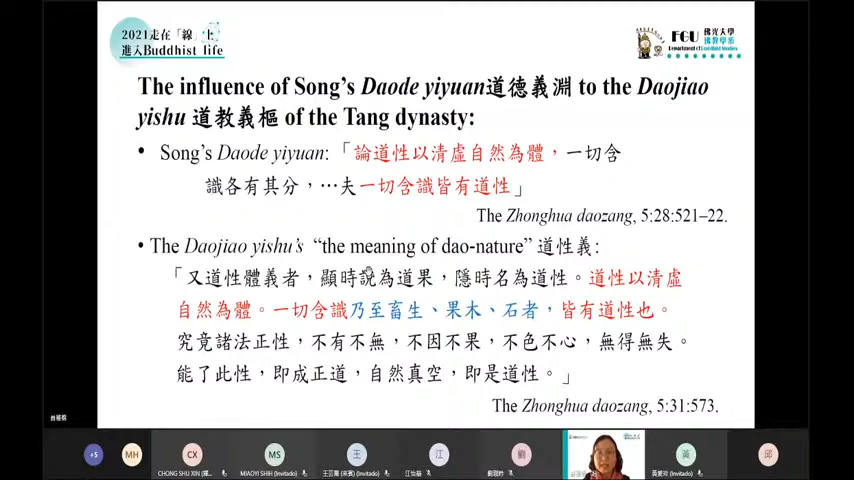 2021走在「線」上
進入Buddhist life
FGU 佛光大學
佛教學系
Department of Buddhist Studies
The influence of Song's Daode yiyuan道德義淵 to the Daojiao
yishu 道教義樞 of the Tang dynasty:
• Song's Daode yiyuan: 「論道性以清虛自然為體，一切含
識各有其分，…夫一切含識皆有道性」
The Zhonghua daozang, 5:28:521–22.
• The Daojiao yishu's “the meaning of dao-nature” 道性義:
「又道性體義者，顯時說為道果，隱時名為道性。道性以清虛
自然為體。一切含識乃至畜生、果木、石者，皆有道性也。
究竟諸法正性，不有不無，不因不果，不色不心，無得無失。
能了此性，即成正道，自然真空，即是道性。」
The Zhonghua daozang, 5:31:573.
+5
MH
CX
MS
王
江
劉
黃
邱
CHONG SHU XIN (釋...
MIAOYI SHIH (Invitado)
(Invitado)